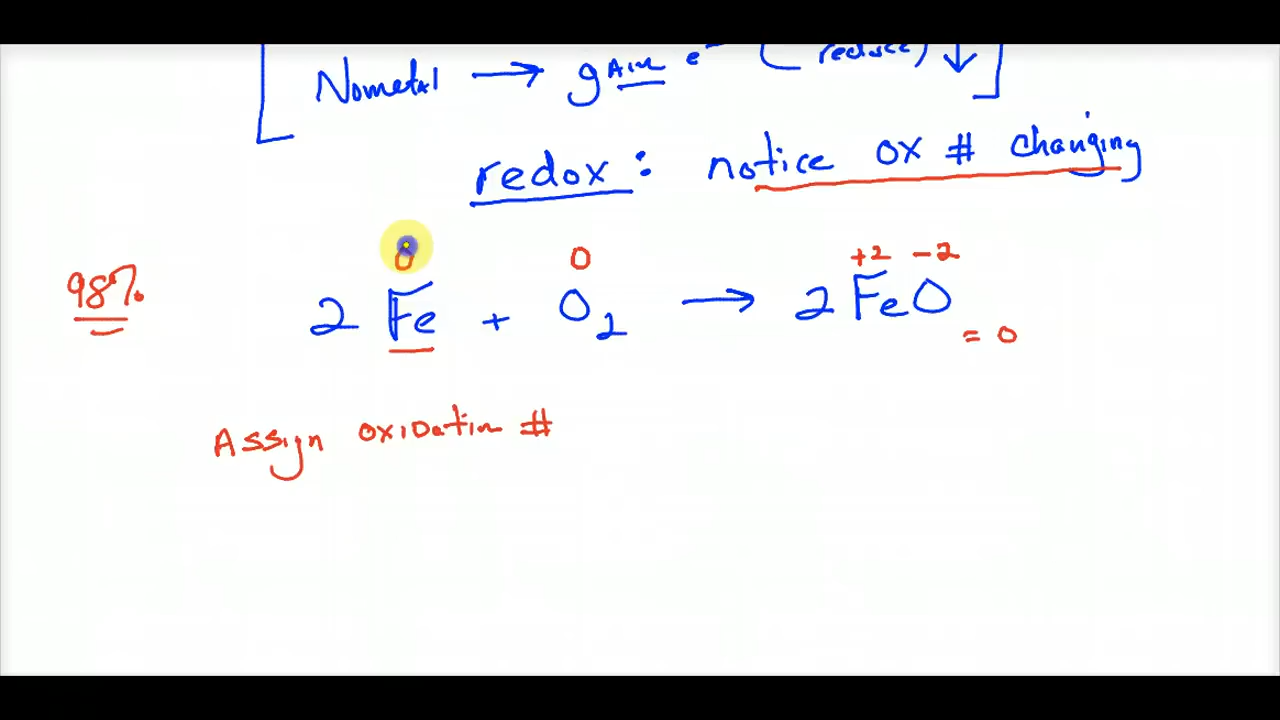 Nometal → gAin e⁻ (reduce) ↓
redox: notice ox # changing
0 0 +2 -2
98% 2 Fe + O₂ → 2 FeO = 0
Assign oxidation #